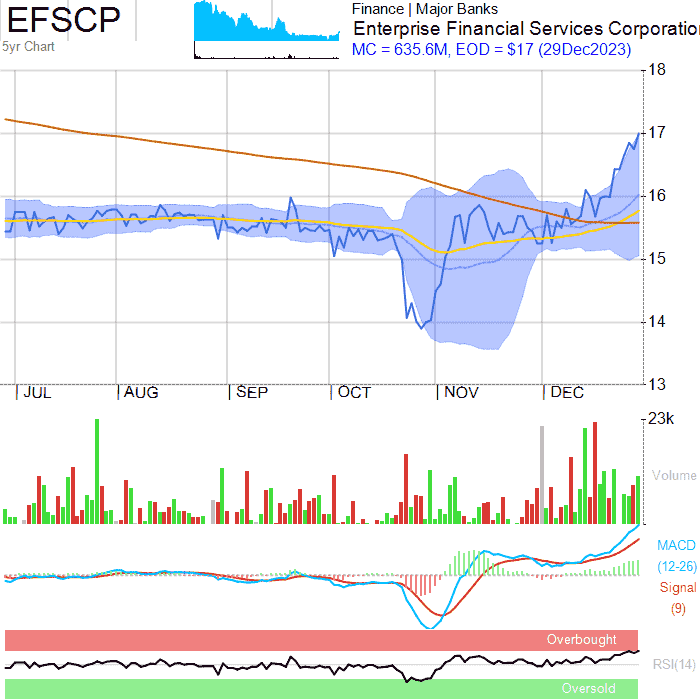 EFSCP
5yr Chart
Finance | Major Banks
Enterprise Financial Services Corporation
MC = 635.6M, EOD = $17 (29Dec2023)
18
17
16
15
14
13
JUL AUG SEP OCT NOV DEC
23k
Volume
MACD
(12-26)
Signal
(9)
Overbought
RSI(14)
Oversold